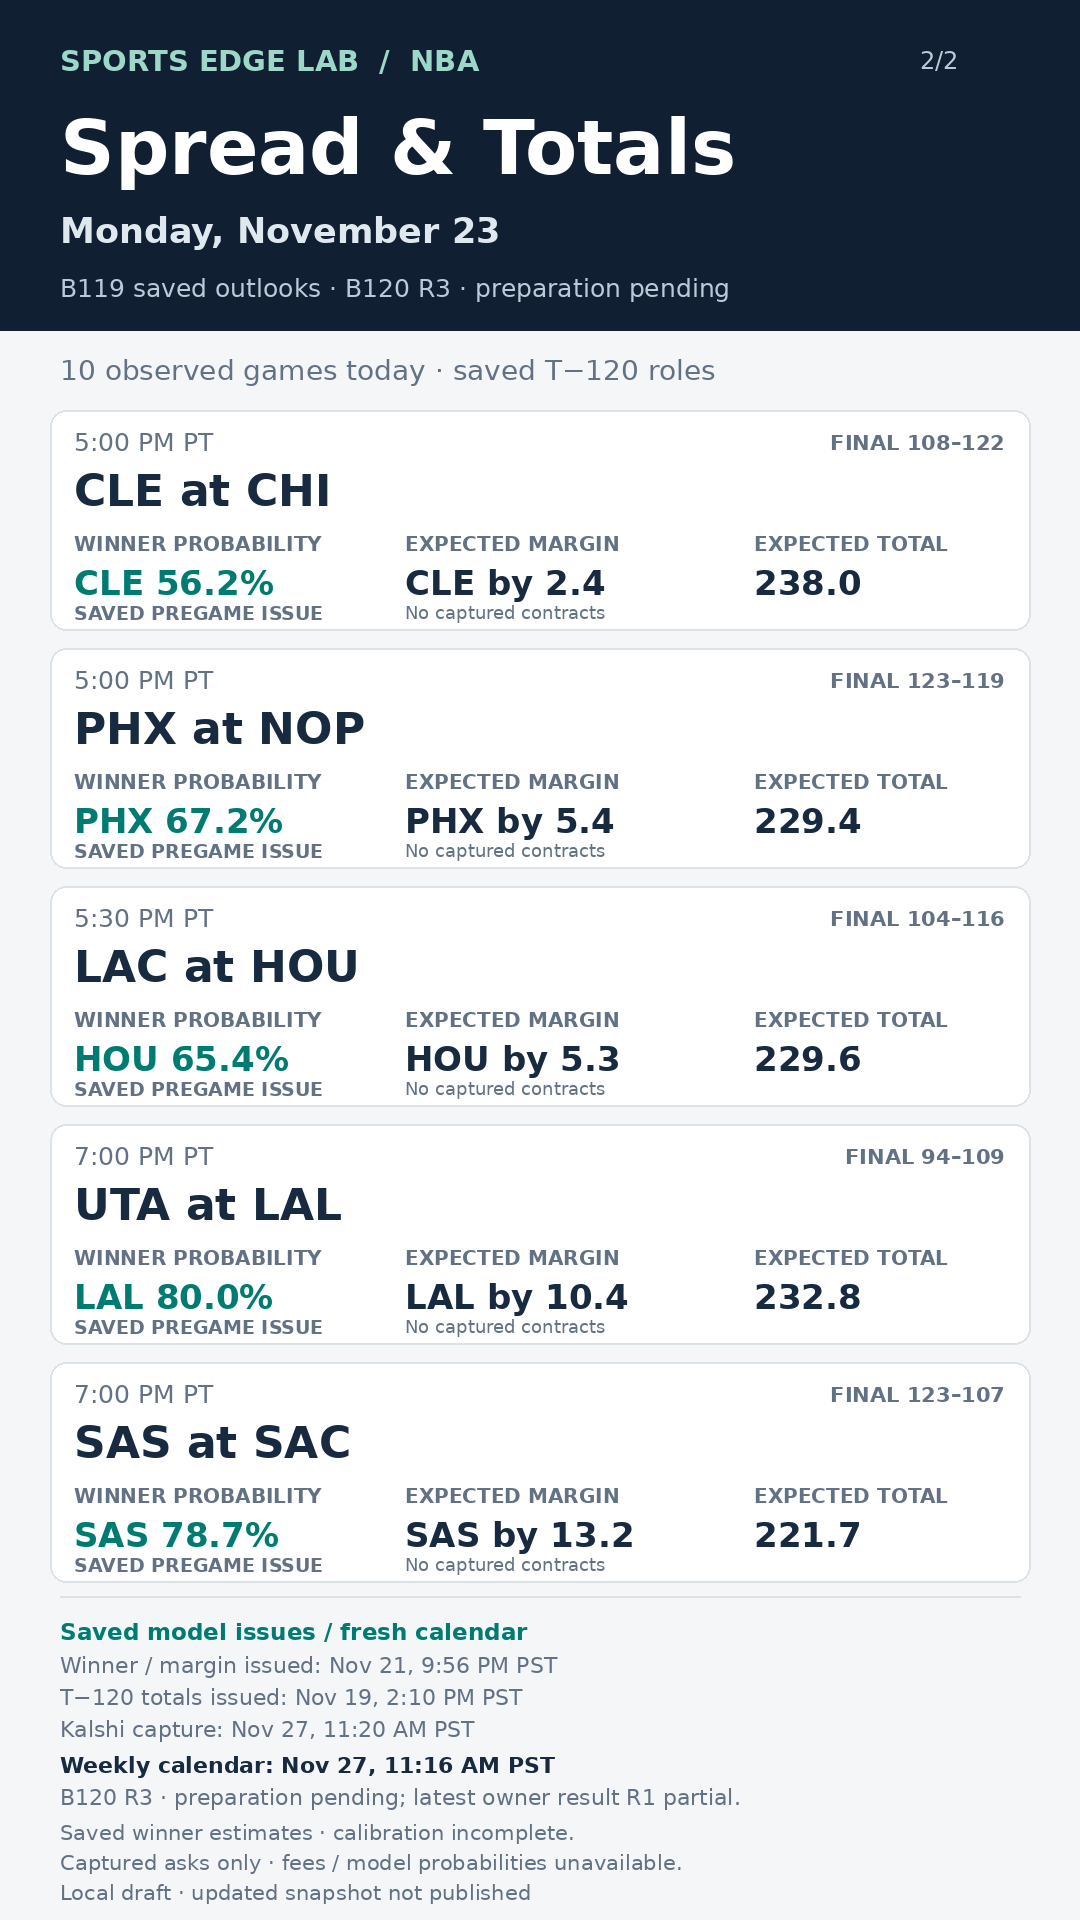 SPORTS EDGE LAB / NBA 2/2
Spread & Totals
Monday, November 23
B119 saved outlooks · B120 R3 · preparation pending
10 observed games today · saved T−120 roles
5:00 PM PT FINAL 108–122
CLE at CHI
WINNER PROBABILITY EXPECTED MARGIN EXPECTED TOTAL
CLE 56.2% CLE by 2.4 238.0
SAVED PREGAME ISSUE No captured contracts
5:00 PM PT FINAL 123–119
PHX at NOP
WINNER PROBABILITY EXPECTED MARGIN EXPECTED TOTAL
PHX 67.2% PHX by 5.4 229.4
SAVED PREGAME ISSUE No captured contracts
5:30 PM PT FINAL 104–116
LAC at HOU
WINNER PROBABILITY EXPECTED MARGIN EXPECTED TOTAL
HOU 65.4% HOU by 5.3 229.6
SAVED PREGAME ISSUE No captured contracts
7:00 PM PT FINAL 94–109
UTA at LAL
WINNER PROBABILITY EXPECTED MARGIN EXPECTED TOTAL
LAL 80.0% LAL by 10.4 232.8
SAVED PREGAME ISSUE No captured contracts
7:00 PM PT FINAL 123–107
SAS at SAC
WINNER PROBABILITY EXPECTED MARGIN EXPECTED TOTAL
SAS 78.7% SAS by 13.2 221.7
SAVED PREGAME ISSUE No captured contracts
Saved model issues / fresh calendar
Winner / margin issued: Nov 21, 9:56 PM PST
T−120 totals issued: Nov 19, 2:10 PM PST
Kalshi capture: Nov 27, 11:20 AM PST
Weekly calendar: Nov 27, 11:16 AM PST
B120 R3 · preparation pending; latest owner result R1 partial.
Saved winner estimates · calibration incomplete.
Captured asks only · fees / model probabilities unavailable.
Local draft · updated snapshot not published